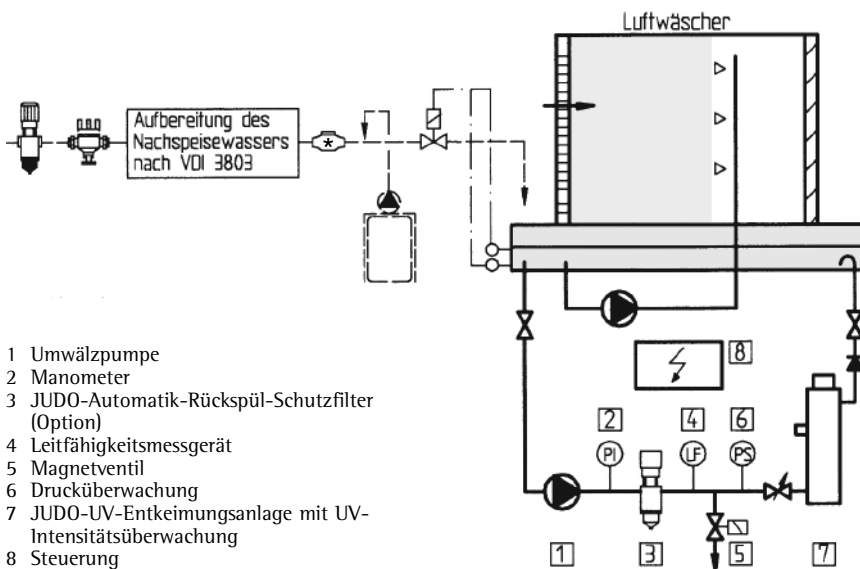 Luftwäscher
Aufbereitung des
Nachspeisewassers
nach VDI 3803
*
1 Umwälzpumpe
2 Manometer
3 JUDO-Automatik-Rückspül-Schutzfilter
(Option)
4 Leitfähigkeitsmessgerät
5 Magnetventil
6 Drucküberwachung
7 JUDO-UV-Entkeimungsanlage mit UV-
Intensitätsüberwachung
8 Steuerung
8
2 4 6
PI LF PS
1 3 5 7